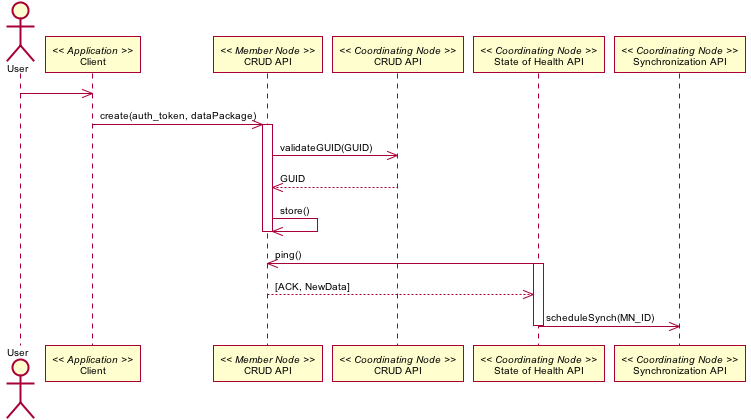 << Application >>
Client
<< Member Node >>
CRUD API
<< Coordinating Node >>
CRUD API
<< Coordinating Node >>
State of Health API
<< Coordinating Node >>
Synchronization API
User
create(auth_token, dataPackage)
validateGUID(GUID)
GUID
store()
ping()
[ACK, NewData]
scheduleSynch(MN_ID)
User
<< Application >>
Client
<< Member Node >>
CRUD API
<< Coordinating Node >>
CRUD API
<< Coordinating Node >>
State of Health API
<< Coordinating Node >>
Synchronization API